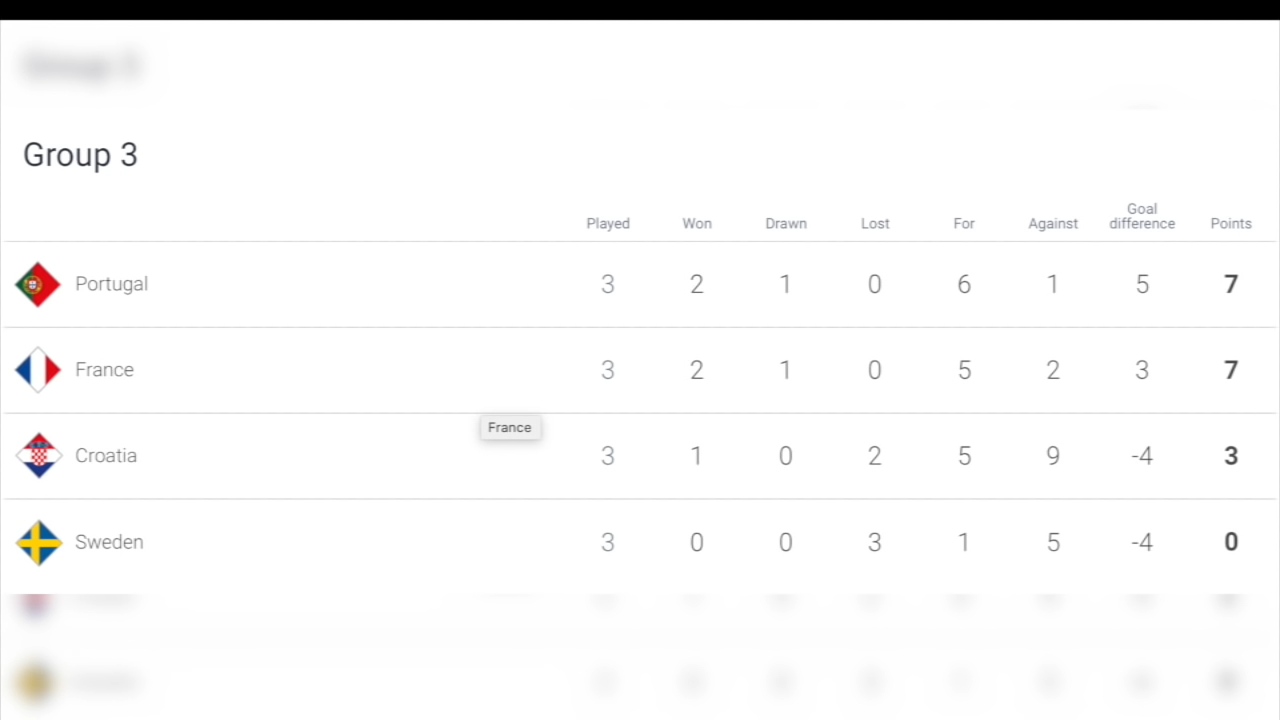 Group 3
Played Won Drawn Lost For Against Goal difference Points
Portugal 3 2 1 0 6 1 5 7
France 3 2 1 0 5 2 3 7
France
Croatia 3 1 0 2 5 9 -4 3
Sweden 3 0 0 3 1 5 -4 0